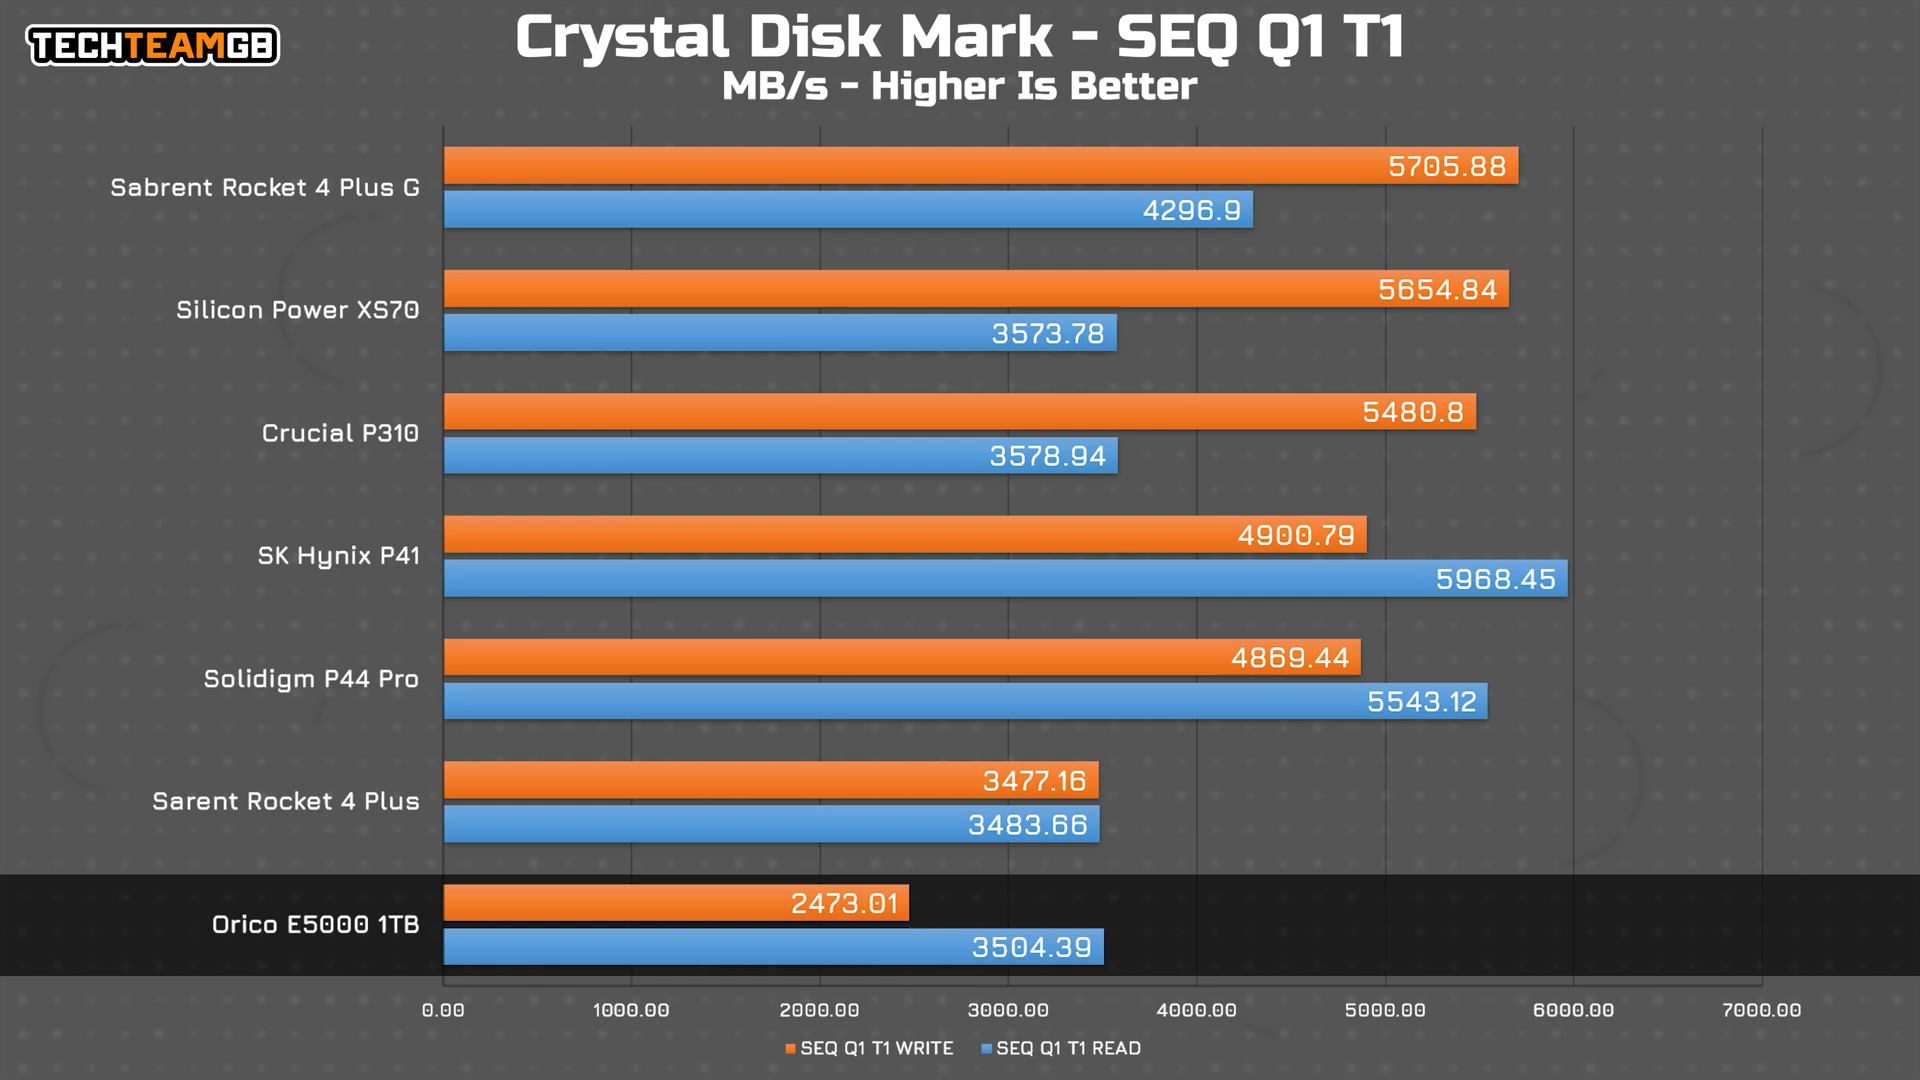 TECHTEAMGB
Crystal Disk Mark - SEQ Q1 T1
MB/s - Higher Is Better
Sabrent Rocket 4 Plus G
5705.88
4296.9
Silicon Power XS70
5654.84
3573.78
Crucial P310
5480.8
3578.94
SK Hynix P41
4900.79
5968.45
Solidigm P44 Pro
4869.44
5543.12
Sarent Rocket 4 Plus
3477.16
3483.66
Orico E5000 1TB
2473.01
3504.39
0.00 1000.00 2000.00 3000.00 4000.00 5000.00 6000.00 7000.00
SEQ Q1 T1 WRITE SEQ Q1 T1 READ